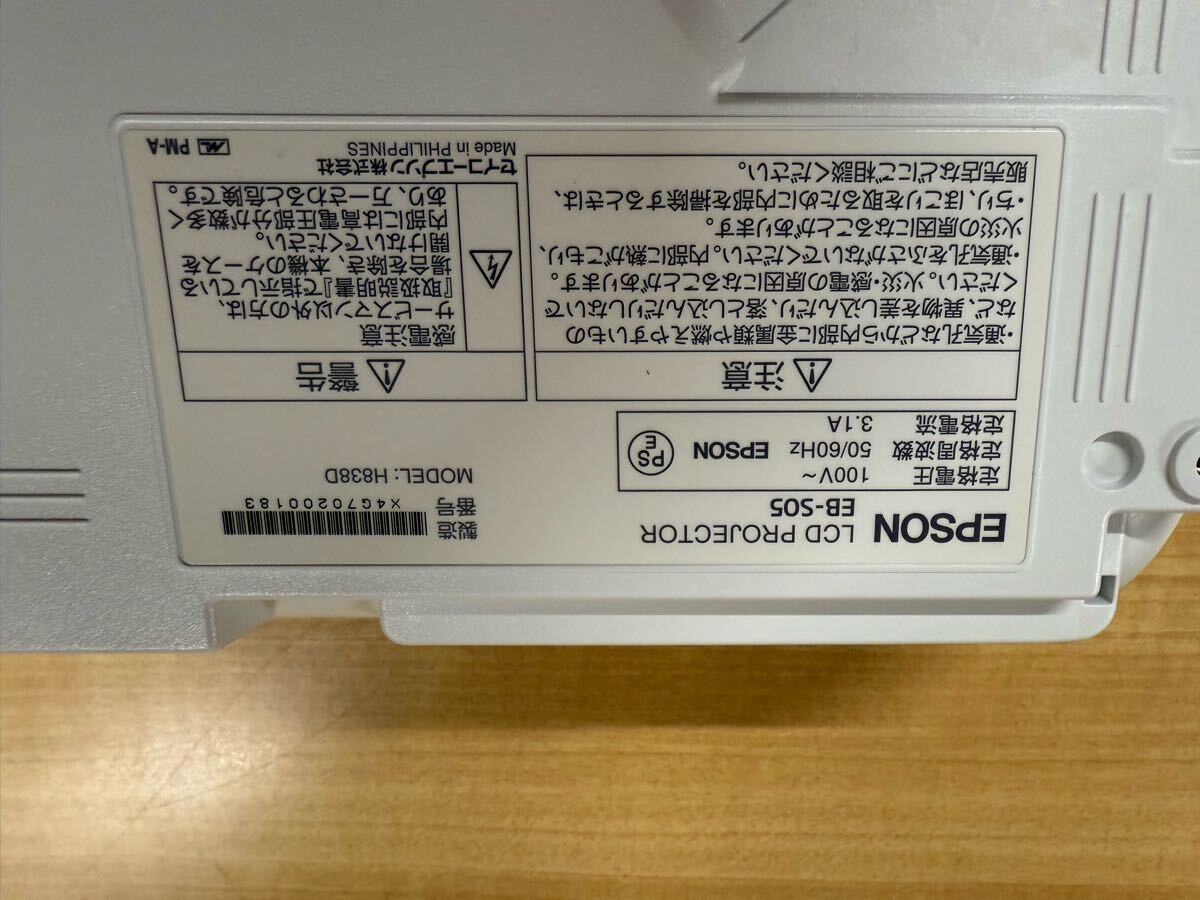 EPSON LCD PROJECTOR
EB-S05
定格電圧 100V~
定格周波数 50/60Hz EPSON
定格電流 3.1A
PS
E
製造
番号
X4G70200183
MODEL: H838D
注意
・通気孔などから内部に金属類や燃えやすいもの
など、異物を差し込んだり、落とし込んだりしないで
ください。火災・感電の原因になることがあります。
・通気孔をふさがないでください。内部に熱がこもり、
火災の原因になることがあります。
・ちり、ほこりを取るために内部を掃除するときは、
販売店などにご相談ください。
警告
感電注意
サービスマン以外の方は、
『取扱説明書』で指示している
場合を除き、本機のケースを
開けないでください。
内部には高電圧部分が数多く
あり、万一さわると危険です。
セイコーエプソン株式会社
Made in PHILIPPINES
PM-A